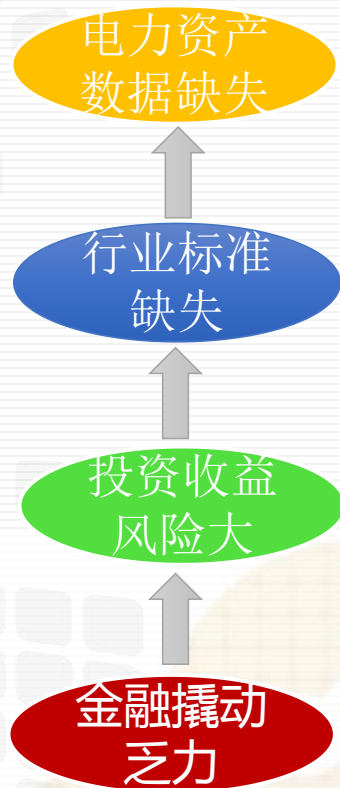 电力资产
数据缺失
行业标准
缺失
投资收益
风险大
金融撬动
乏力